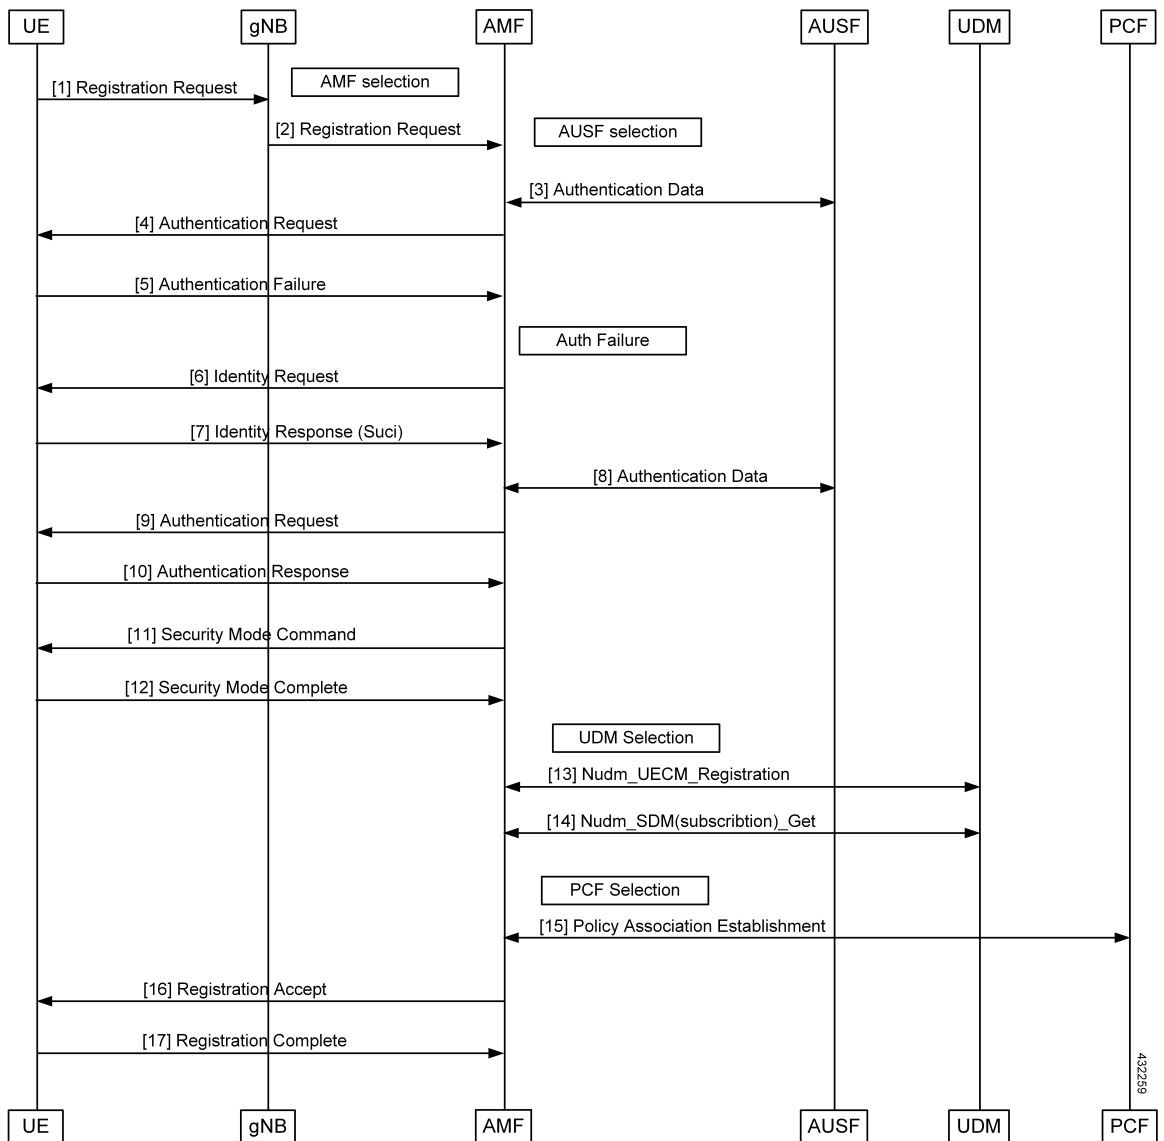 UE
gNB
AMF
AUSF
UDM
PCF
[1] Registration Request
AMF selection
[2] Registration Request
AUSF selection
[3] Authentication Data
[4] Authentication Request
[5] Authentication Failure
Auth Failure
[6] Identity Request
[7] Identity Response (Suci)
[8] Authentication Data
[9] Authentication Request
[10] Authentication Response
[11] Security Mode Command
[12] Security Mode Complete
UDM Selection
[13] Nudm_UECM_Registration
[14] Nudm_SDM(subscribtion)_Get
PCF Selection
[15] Policy Association Establishment
[16] Registration Accept
[17] Registration Complete
432259
UE
gNB
AMF
AUSF
UDM
PCF